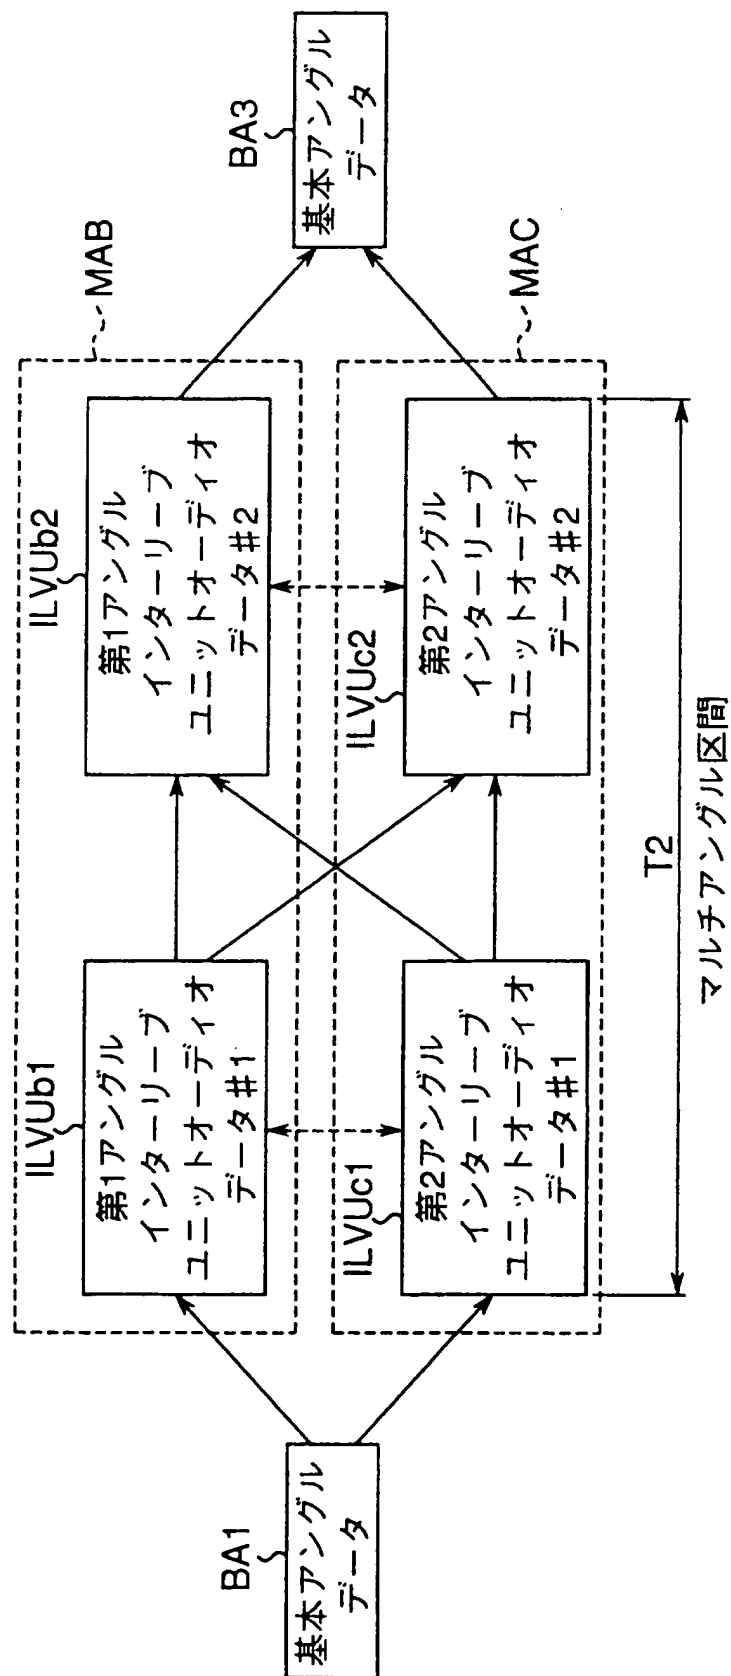 BA1
基本アングル
データ
ILVUb1
第1アングル
インターリーブ
ユニットオーディオ
データ#1
ILVUc1
第2アングル
インターリーブ
ユニットオーディオ
データ#1
ILVUb2
第1アングル
インターリーブ
ユニットオーディオ
データ#2
ILVUc2
第2アングル
インターリーブ
ユニットオーディオ
データ#2
MAB
MAC
BA3
基本アングル
データ
T2
マルチアングル区間